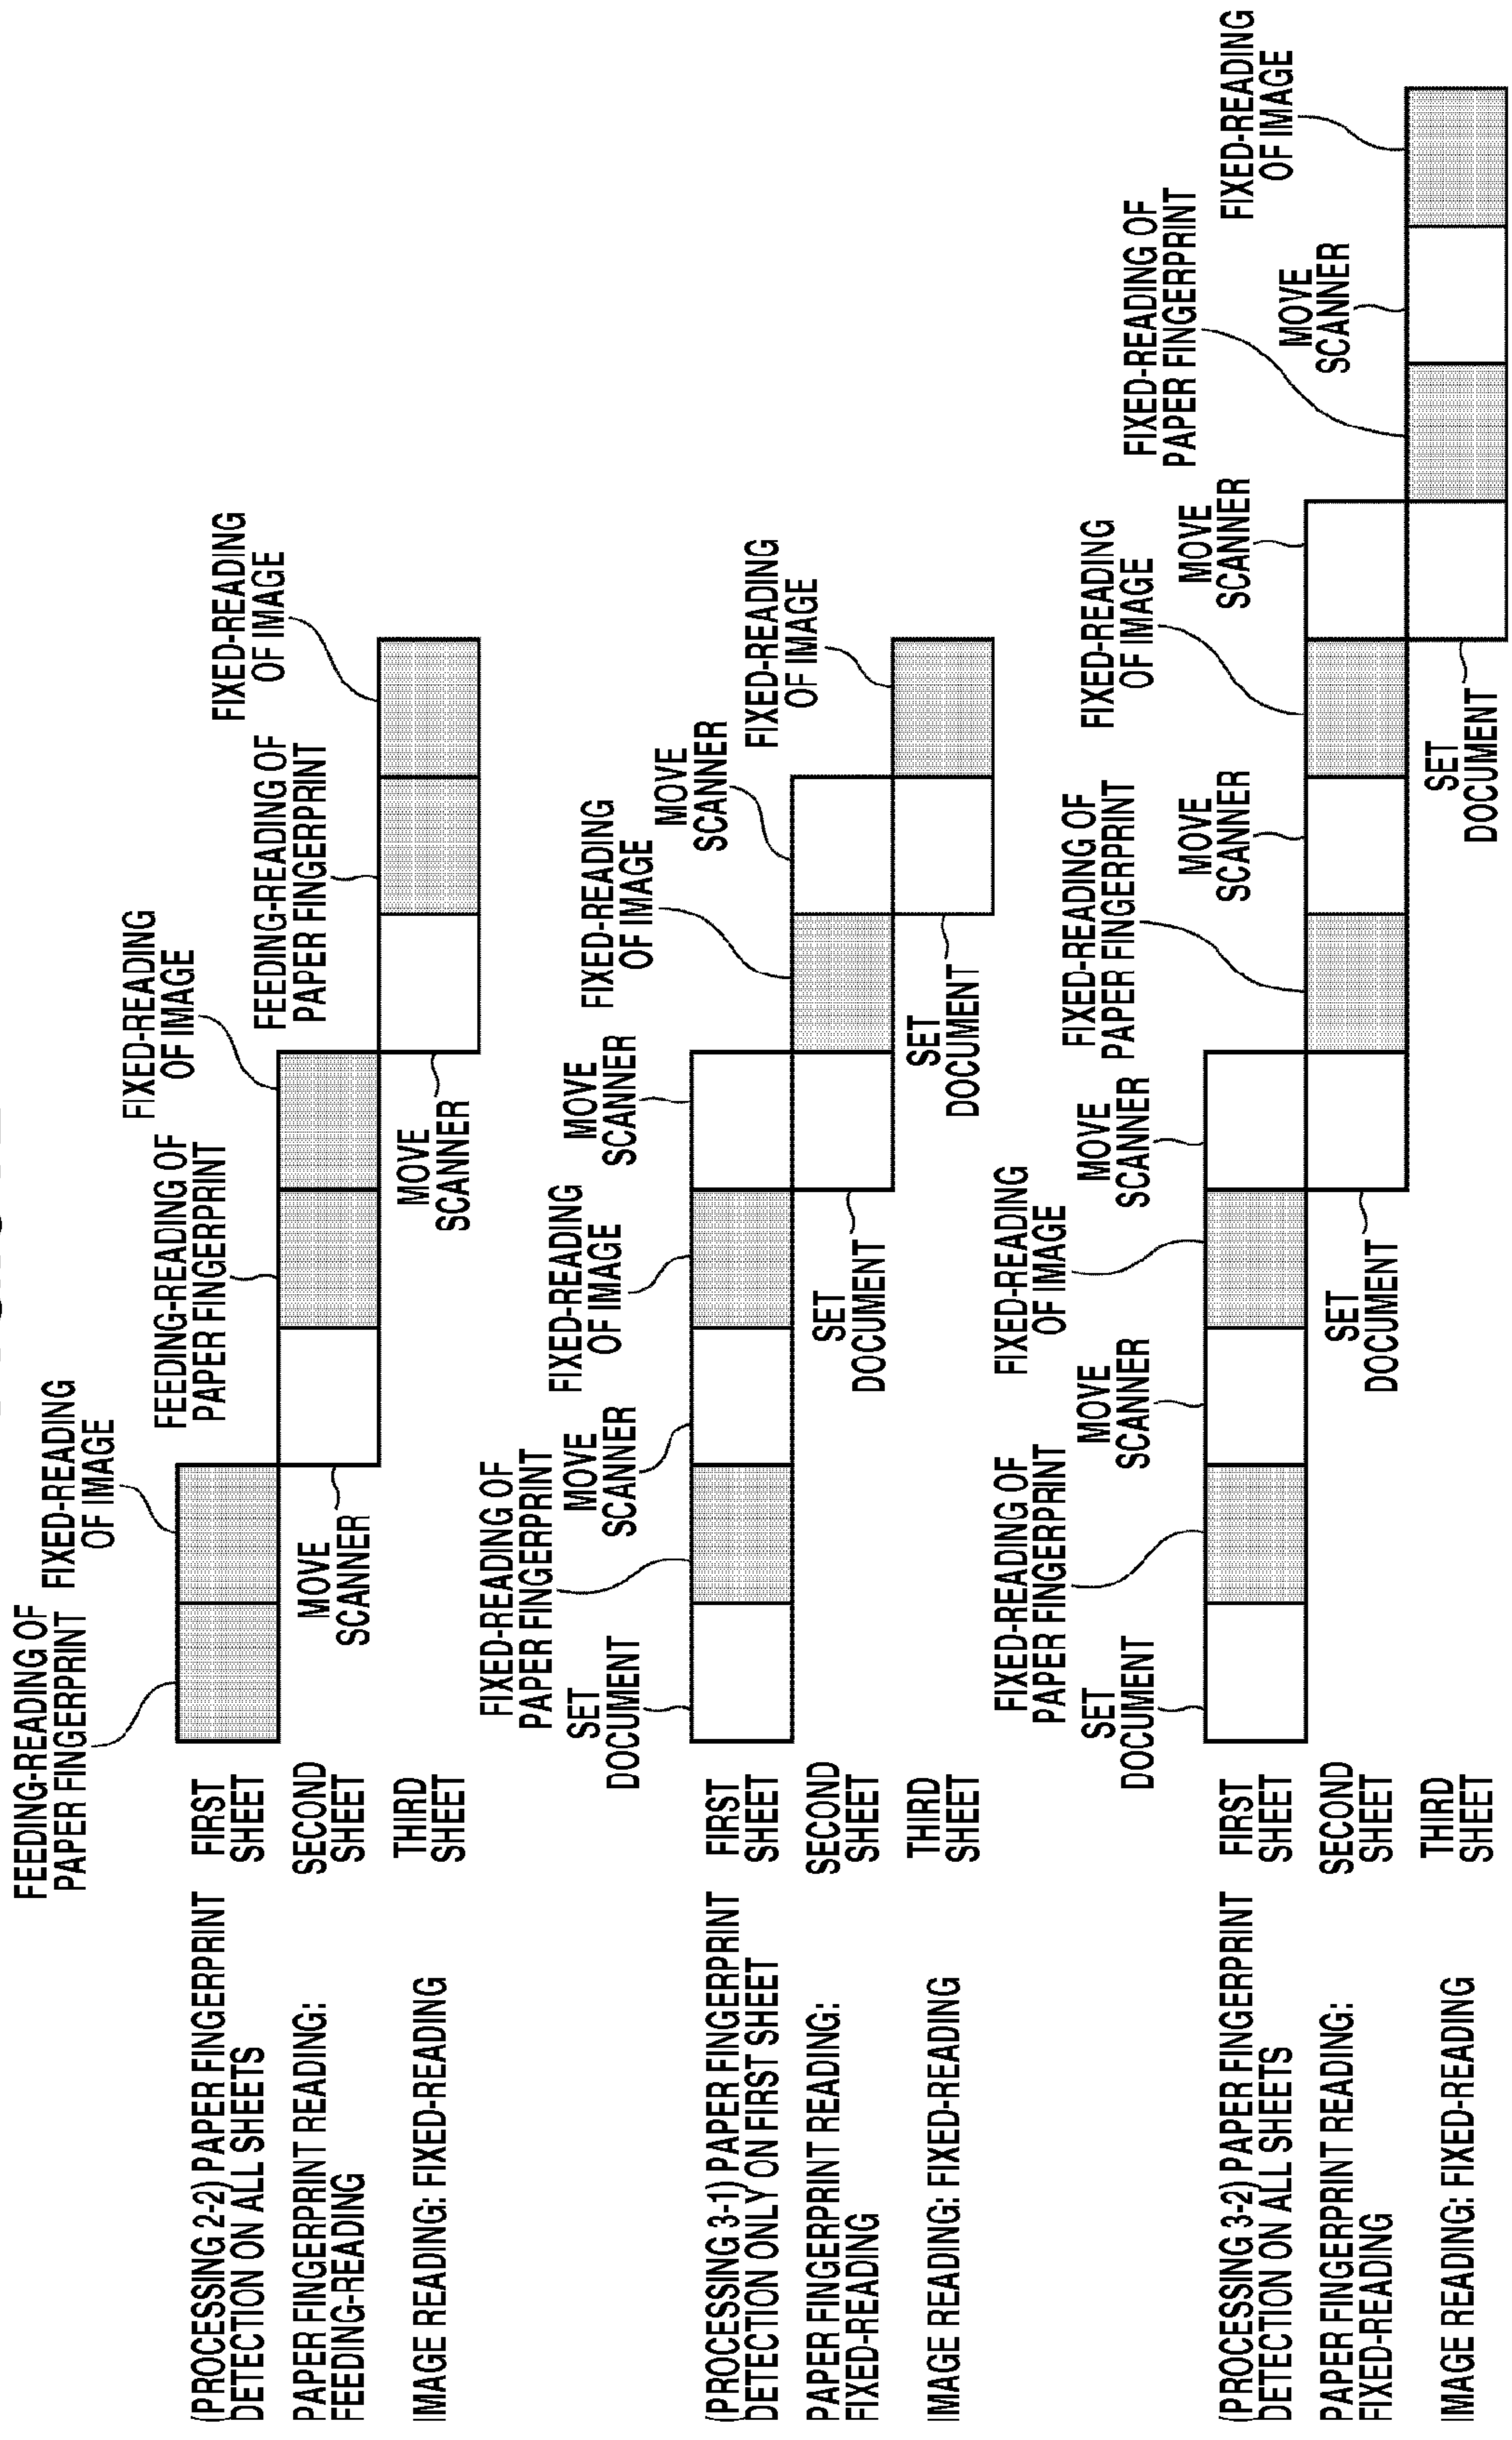 (PROCESSING 2-2) PAPER FINGERPRINT
DETECTION ON ALL SHEETS
PAPER FINGERPRINT READING:
FEEDING-READING
IMAGE READING: FIXED-READING
FIRST
SHEET
SECOND
SHEET
THIRD
SHEET
FEEDING-READING OF
PAPER FINGERPRINT
FIXED-READING
OF IMAGE
MOVE
SCANNER
FEEDING-READING OF
PAPER FINGERPRINT
FIXED-READING
OF IMAGE
MOVE
SCANNER
FEEDING-READING OF
PAPER FINGERPRINT
FIXED-READING
OF IMAGE
(PROCESSING 3-1) PAPER FINGERPRINT
DETECTION ONLY ON FIRST SHEET
PAPER FINGERPRINT READING:
FIXED-READING
IMAGE READING: FIXED-READING
FIRST
SHEET
SECOND
SHEET
THIRD
SHEET
SET
DOCUMENT
FIXED-READING OF
PAPER FINGERPRINT
MOVE
SCANNER
FIXED-READING
OF IMAGE
MOVE
SCANNER
SET
DOCUMENT
FIXED-READING
OF IMAGE
MOVE
SCANNER
SET
DOCUMENT
FIXED-READING
OF IMAGE
(PROCESSING 3-2) PAPER FINGERPRINT
DETECTION ON ALL SHEETS
PAPER FINGERPRINT READING:
FIXED-READING
IMAGE READING: FIXED-READING
FIRST
SHEET
SECOND
SHEET
THIRD
SHEET
SET
DOCUMENT
FIXED-READING OF
PAPER FINGERPRINT
MOVE
SCANNER
FIXED-READING
OF IMAGE
MOVE
SCANNER
SET
DOCUMENT
FIXED-READING OF
PAPER FINGERPRINT
MOVE
SCANNER
FIXED-READING
OF IMAGE
MOVE
SCANNER
SET
DOCUMENT
FIXED-READING OF
PAPER FINGERPRINT
MOVE
SCANNER
FIXED-READING
OF IMAGE